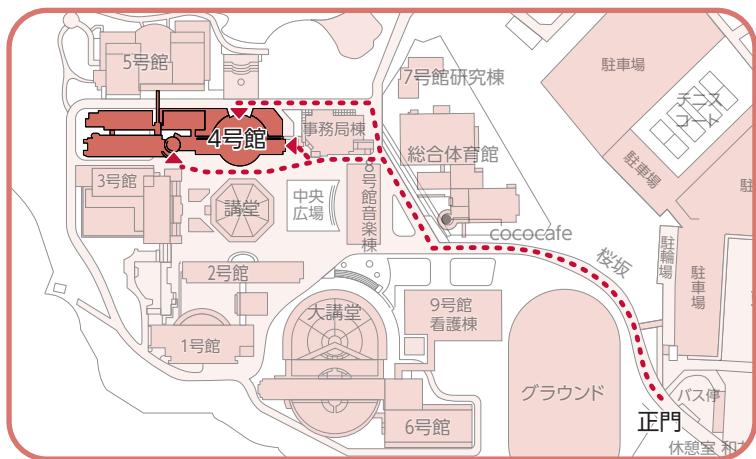 5号館
7号館研究棟
駐車場
テニス
コート
4号館
事務局棟
総合体育館
駐車場
3号館
8号館音楽棟
講堂
中央
広場
cococafe
桜坂
駐輪場
駐車場
2号館
大講堂
9号館
看護棟
1号館
グラウンド
バス停
正門
6号館
休憩室